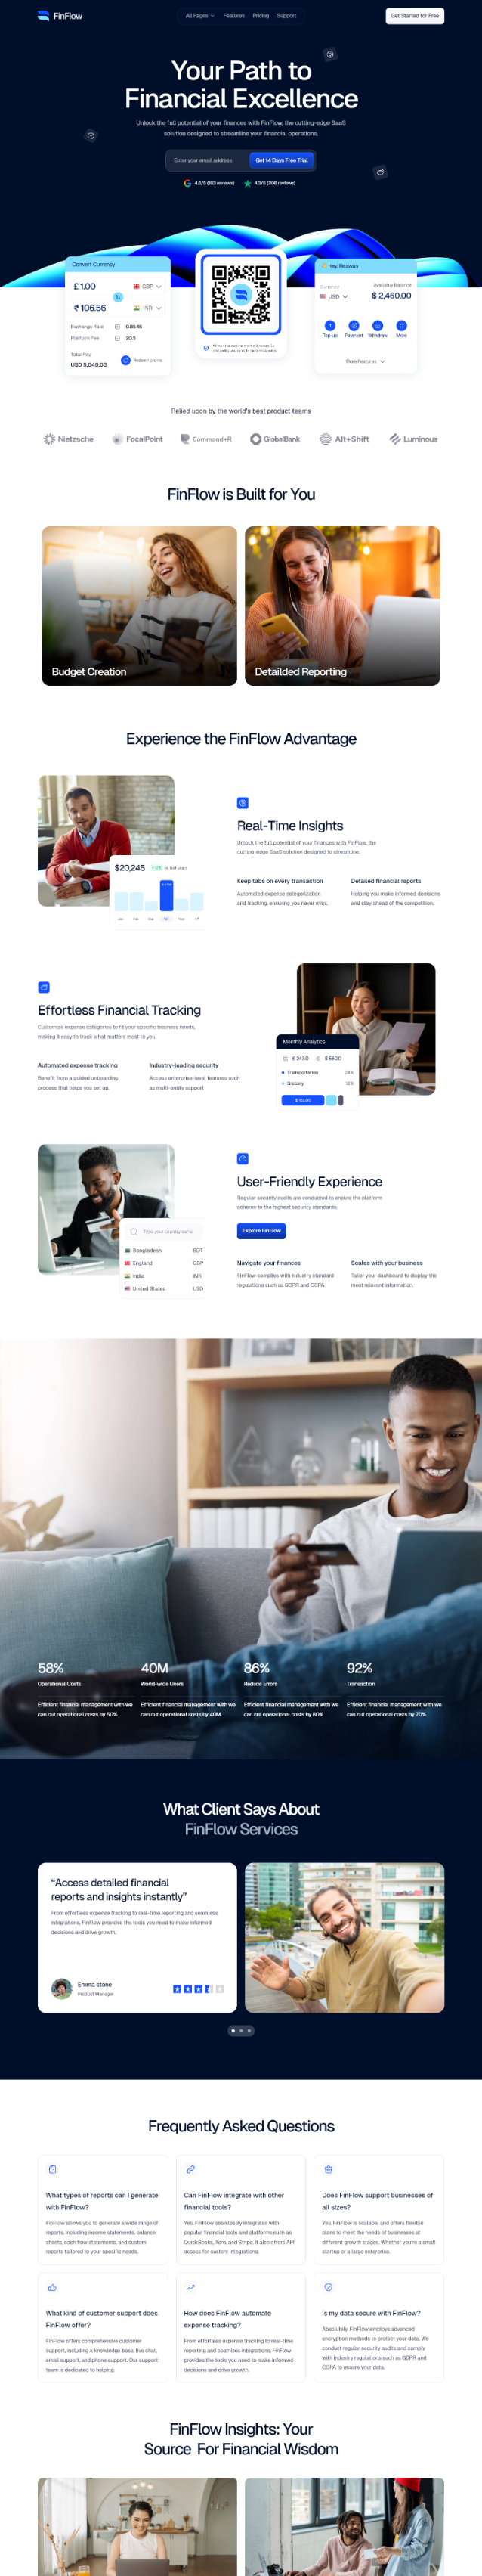 FinFlow
All Pages
Features
Pricing
Support
Get Started for Free
Your Path to
Financial Excellence
Unlock the full potential of your finances with FinFlow, the cutting-edge SaaS
solution designed to streamline your financial operations.
Enter your email address
Get 14 Days Free Trial
Convert Currency
£ 1.00
GBP
₹ 106.56
INR
Exchange Rate
0.8646
Platform Fee
20.5
Total Pay
USD 5,040.03
Hey, Rezwan
Currency
USD
Available Balance
$ 2,460.00
Top up
Payment
Withdraw
More
More Features
Relied upon by the world's best product teams
Nietzsche
FocalPoint
Command+R
GlobalBank
Alt+Shift
Luminous
FinFlow is Built for You
Budget Creation
Detailded Reporting
Experience the FinFlow Advantage
$20,245
Real-Time Insights
Unlock the full potential of your finances with FinFlow, the
cutting-edge SaaS solution designed to streamline.
Keep tabs on every transaction
Automated expense categorization
and tracking, ensuring you never miss.
Detailed financial reports
Helping you make informed decisions
and stay ahead of the competition.
Effortless Financial Tracking
Customize expense categories to fit your specific business needs,
making it easy to track what matters most to you.
Automated expense tracking
Benefit from a guided onboarding
process that helps you set up.
Industry-leading security
Access enterprise-level features such
as multi-entity support
Monthly Analytics
Transportation
Grocery
12%
User-Friendly Experience
Regular security audits are conducted to ensure the platform
adheres to the highest security standards.
Explore FinFlow
Navigate your finances
FinFlow complies with industry standard
regulations such as GDPR and CCPA.
Scales with your business
Tailor your dashboard to display the
most relevant information.
Bangladesh
BDT
England
GBP
India
INR
United States
USD
58%
Operational Costs
Efficient financial management with we
can cut operational costs by 50%.
40M
World-wide Users
Efficient financial management with we
can cut operational costs by 40M.
86%
Reduce Errors
Efficient financial management with we
can cut operational costs by 80%.
92%
Transaction
Efficient financial management with we
can cut operational costs by 70%.
What Client Says About
FinFlow Services
“Access detailed financial
reports and insights instantly”
From effortless expense tracking to real-time reporting and seamless
integrations, FinFlow provides the tools you need to make informed
decisions and drive growth.
Emma stone
Product Manager
Frequently Asked Questions
What types of reports can I generate
with FinFlow?
FinFlow allows you to generate a wide range of
reports, including income statements, balance
sheets, cash flow statements, and custom
reports tailored to your specific needs.
Can FinFlow integrate with other
financial tools?
Yes, FinFlow seamlessly integrates with
popular financial tools and platforms such as
QuickBooks, Xero, and Stripe. It also offers API
access for custom integrations.
Does FinFlow support businesses of
all sizes?
Yes, FinFlow is scalable and offers flexible
plans to meet the needs of businesses at
different growth stages. Whether you're a small
startup or a large enterprise.
What kind of customer support does
FinFlow offer?
FinFlow offers comprehensive customer
support, including a knowledge base, live chat,
email support, and phone support. Our support
team is dedicated to helping.
How does FinFlow automate
expense tracking?
From effortless expense tracking to real-time
reporting and seamless integrations, FinFlow
provides the tools you need to make informed
decisions and drive growth.
Is my data secure with FinFlow?
Absolutely. FinFlow employs advanced
encryption methods to protect your data. We
conduct regular security audits and comply
with industry regulations such as GDPR and
CCPA to ensure your data.
FinFlow Insights: Your
Source For Financial Wisdom